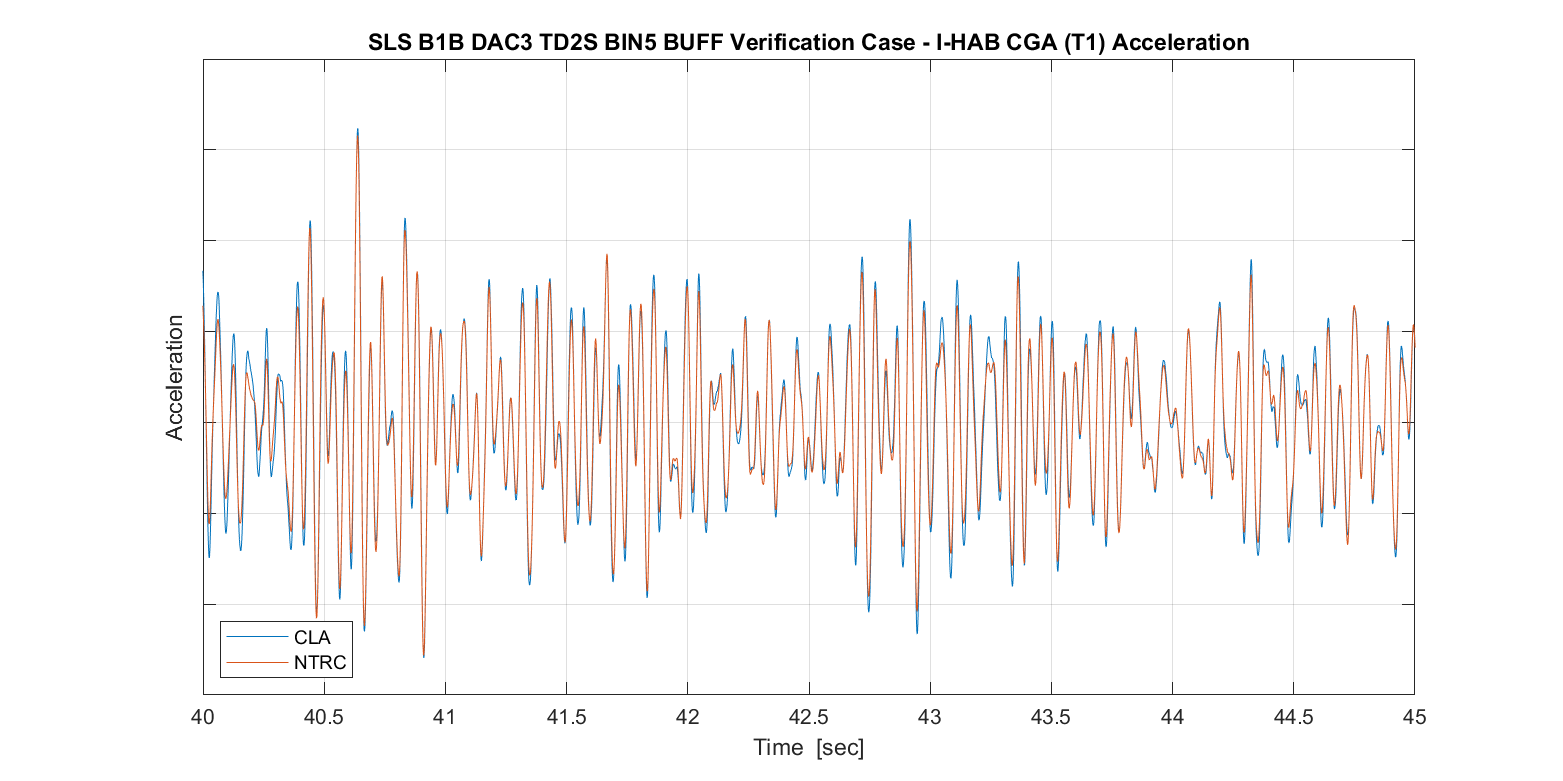 SLS B1B DAC3 TD2S BIN5 BUFF Verification Case - I-HAB CGA (T1) Acceleration
Acceleration
CLA
NTRC
40 40.5 41 41.5 42 42.5 43 43.5 44 44.5 45
Time [sec]